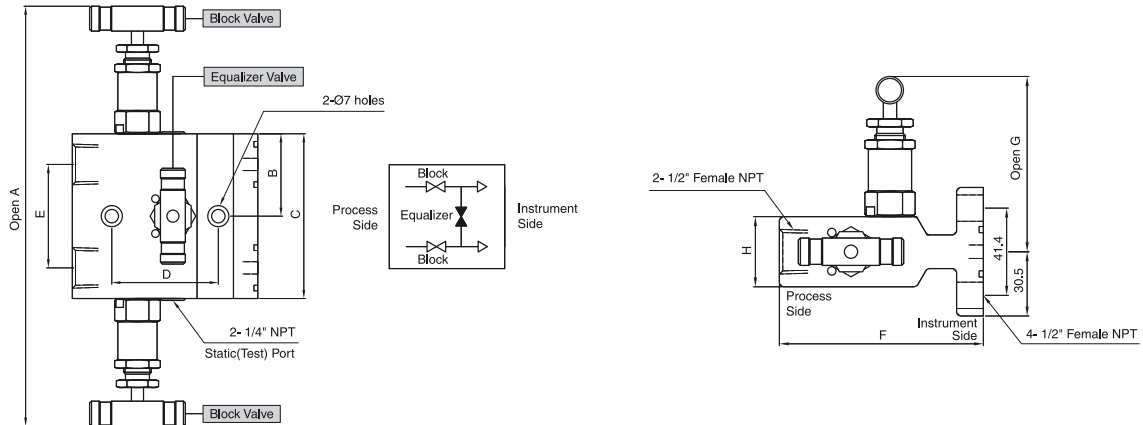 Block Valve
Equalizer Valve
2-Ø7 holes
Open A
E
D
B
C
2- 1/4" NPT
Static(Test) Port
Block Valve
Block
Process
Side
Equalizer
Instrument
Side
Block
2- 1/2" Female NPT
Open G
H
41.4
30.5
Process
Side
F
Instrument
Side
4- 1/2" Female NPT